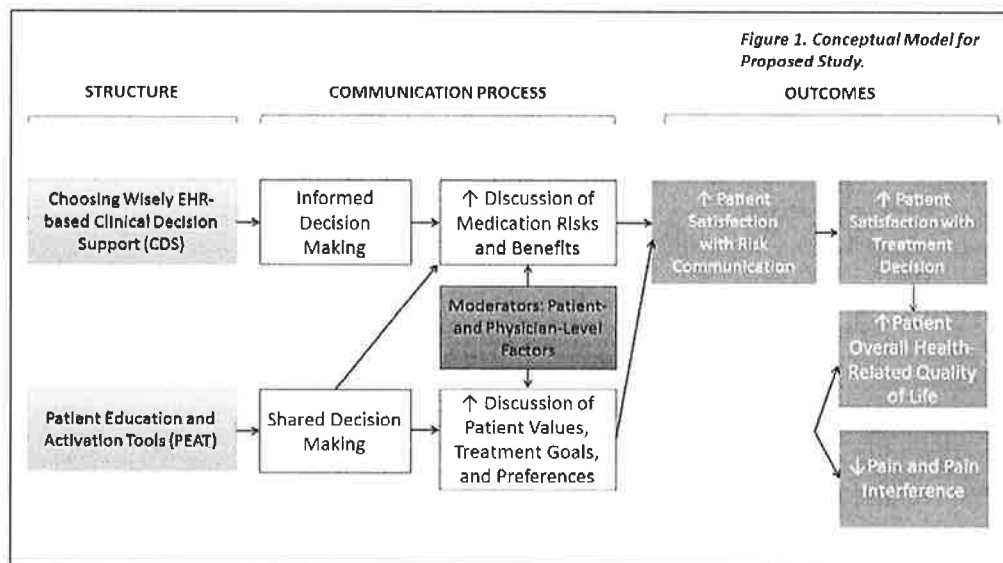 Figure 1. Conceptual Model for
Proposed Study.
STRUCTURE
COMMUNICATION PROCESS
OUTCOMES
Choosing Wisely EHR-
based Clinical Decision
Support (CDS)
Informed
Decision
Making
↑ Discussion of
Medication Risks
and Benefits
↑ Patient
Satisfaction
with Risk
Communication
↑ Patient
Satisfaction with
Treatment
Decision
Moderators: Patient-
and Physician-Level
Factors
↑Patient
Overall Health-
Related Quality
of Life
Patient Education and
Activation Tools (PEAT)
Shared Decision
Making
↑ Discussion of
Patient Values,
Treatment Goals,
and Preferences
↓Pain and Pain
Interference